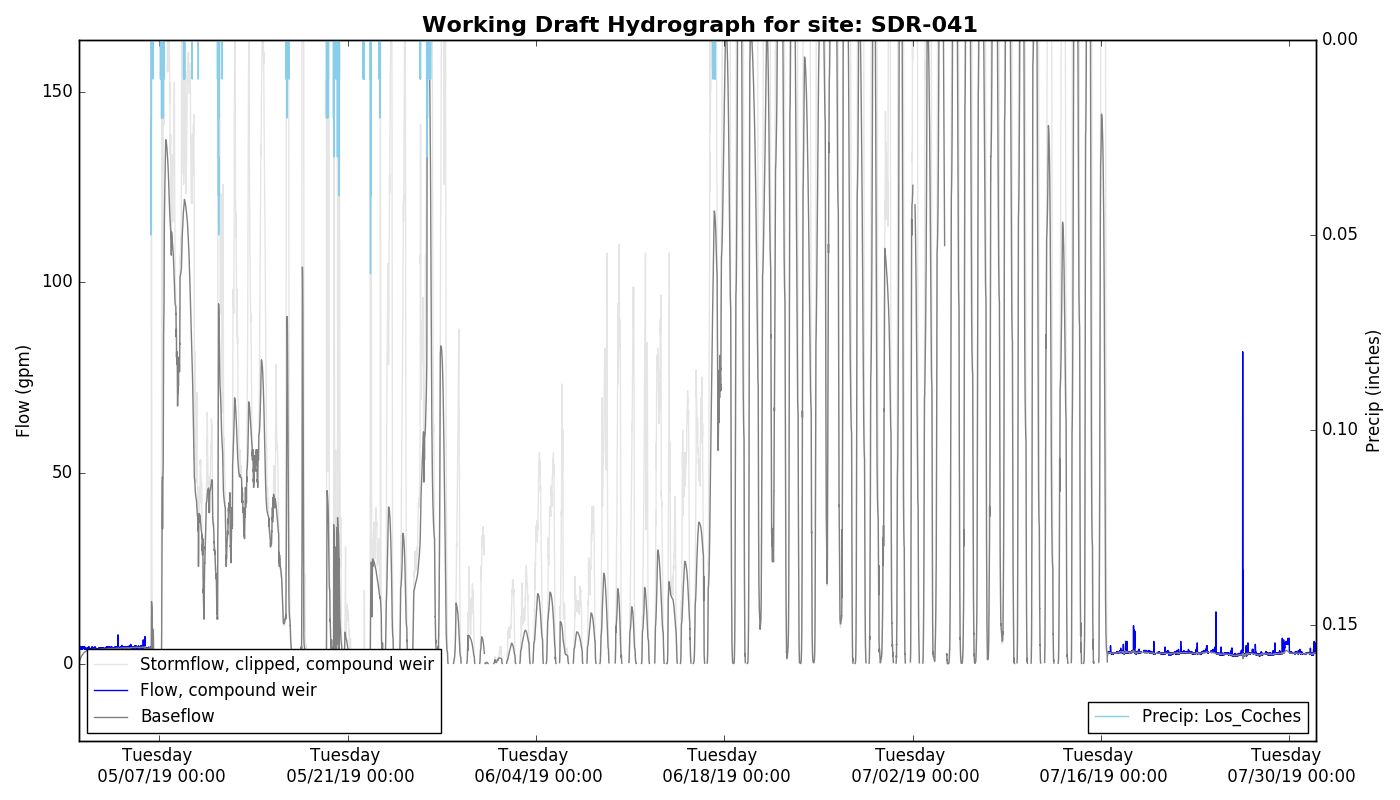 Working Draft Hydrograph for site: SDR-041
Flow (gpm)
150
100
50
0
0.00
0.05
0.10
0.15
Precip (inches)
Stormflow, clipped, compound weir
Flow, compound weir
Baseflow
Precip: Los_Coches
Tuesday
05/07/19 00:00
Tuesday
05/21/19 00:00
Tuesday
06/04/19 00:00
Tuesday
06/18/19 00:00
Tuesday
07/02/19 00:00
Tuesday
07/16/19 00:00
Tuesday
07/30/19 00:00